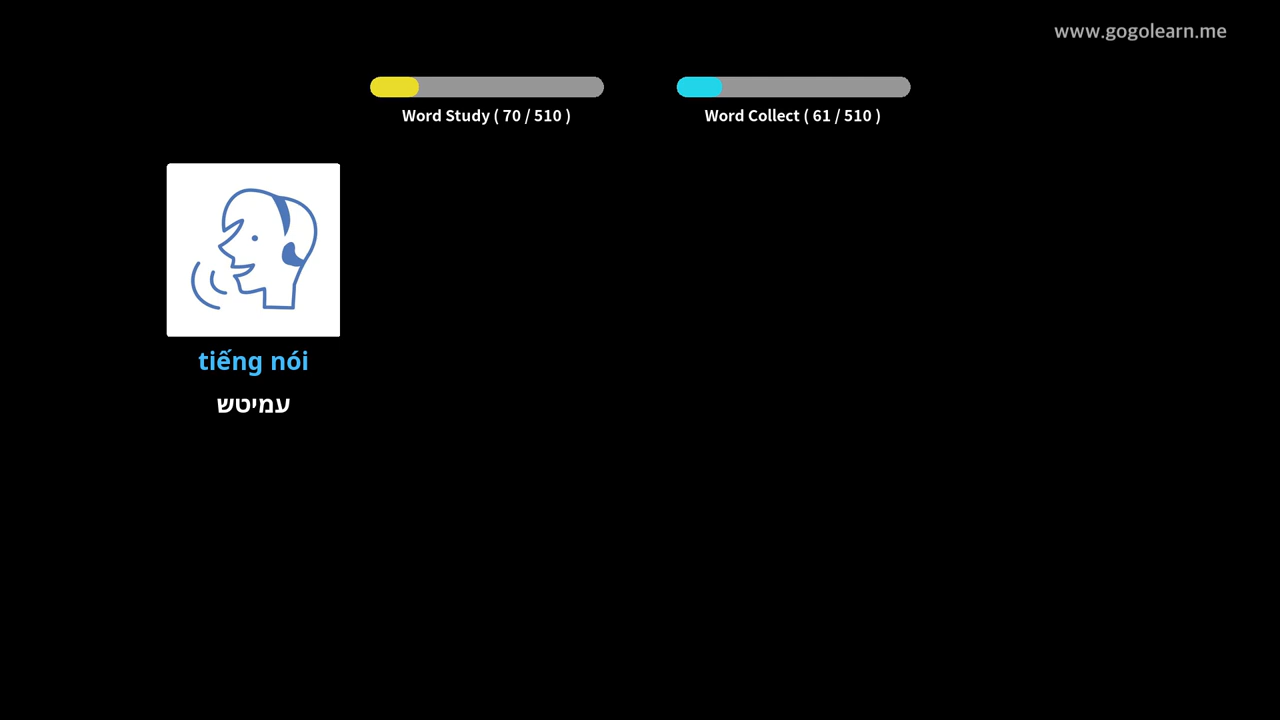 www.gogolearn.me
Word Study ( 70 / 510 )
Word Collect ( 61 / 510 )
tiếng nói
עמיטש